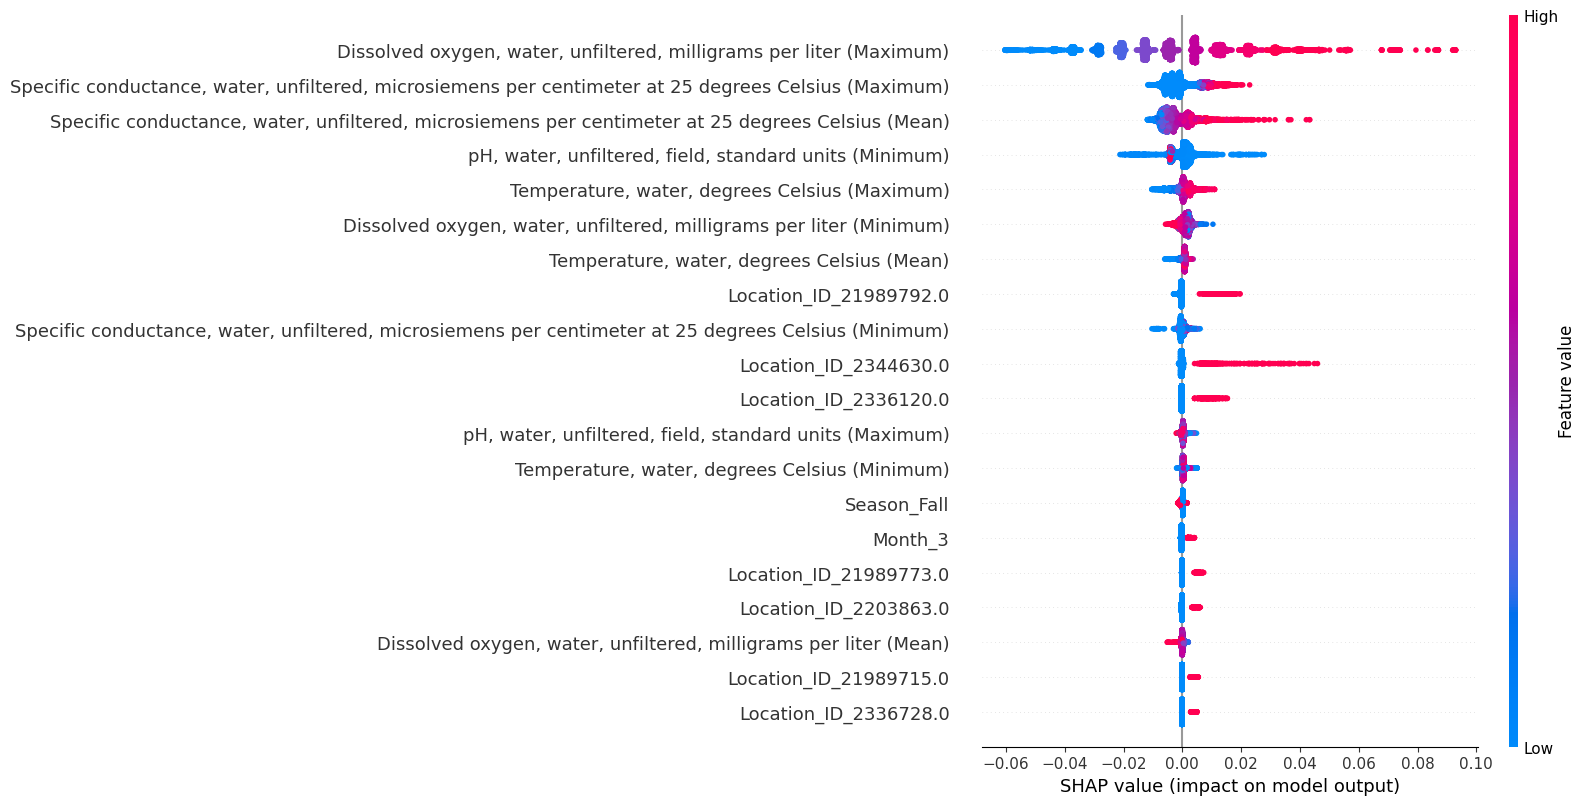 High
Dissolved oxygen, water, unfiltered, milligrams per liter (Maximum)
Specific conductance, water, unfiltered, microsiemens per centimeter at 25 degrees Celsius (Maximum)
Specific conductance, water, unfiltered, microsiemens per centimeter at 25 degrees Celsius (Mean)
pH, water, unfiltered, field, standard units (Minimum)
Temperature, water, degrees Celsius (Maximum)
Dissolved oxygen, water, unfiltered, milligrams per liter (Minimum)
Temperature, water, degrees Celsius (Mean)
Location_ID_21989792.0
Specific conductance, water, unfiltered, microsiemens per centimeter at 25 degrees Celsius (Minimum)
Location_ID_2344630.0
Location_ID_2336120.0
pH, water, unfiltered, field, standard units (Maximum)
Temperature, water, degrees Celsius (Minimum)
Season_Fall
Month_3
Location_ID_21989773.0
Location_ID_2203863.0
Dissolved oxygen, water, unfiltered, milligrams per liter (Mean)
Location_ID_21989715.0
Location_ID_2336728.0
Feature value
Low
−0.06 −0.04 −0.02 0.00 0.02 0.04 0.06 0.08 0.10
SHAP value (impact on model output)